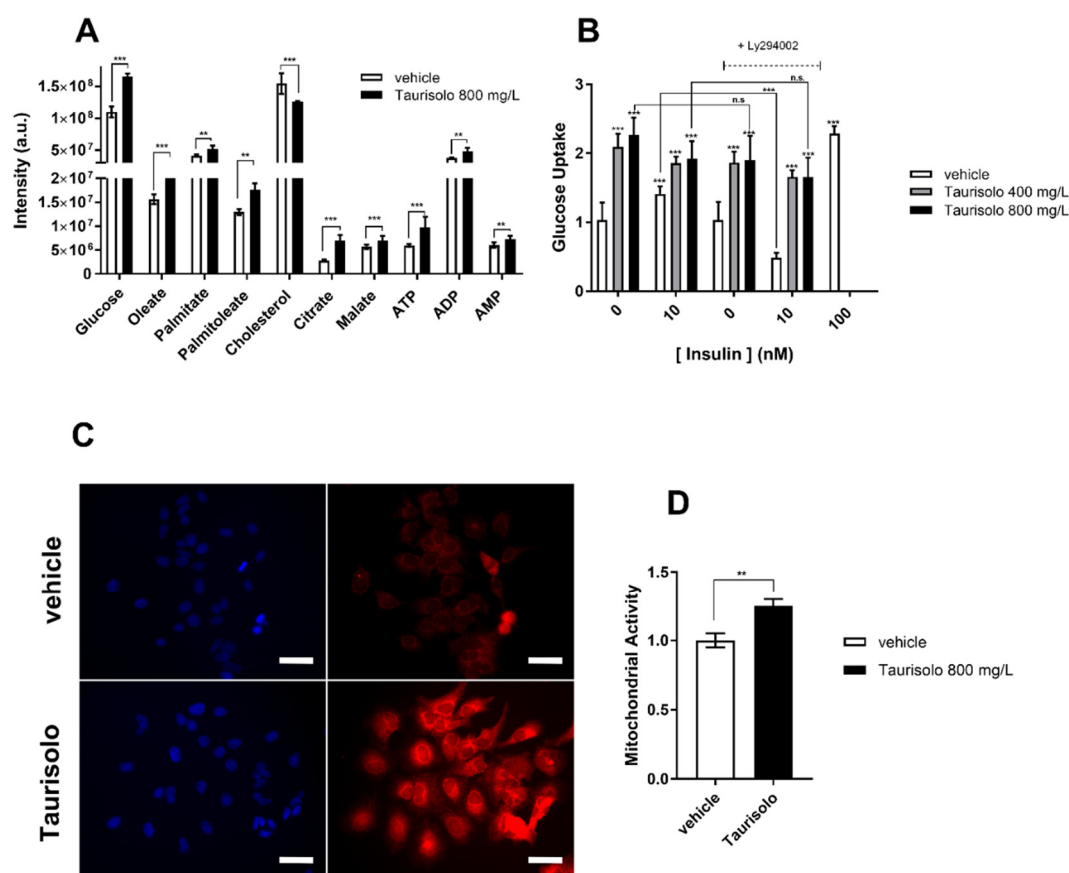 A
Intensity (a.u.)
1.5×10⁸
1×10⁸
5×10⁷
2×10⁷
1.5×10⁷
1×10⁷
5×10⁶
0
***
***
**
**
***
***
***
***
**
**
vehicle
Taurisolo 800 mg/L
Glucose
Oleate
Palmitate
Palmitoleate
Cholesterol
Citrate
Malate
ATP
ADP
AMP
B
+ Ly294002
n.s.
***
n.s
Glucose Uptake
3
2
1
0
*** ***
*** *** ***
*** ***
*** ***
***
vehicle
Taurisolo 400 mg/L
Taurisolo 800 mg/L
0
10
0
10
100
[ Insulin ] (nM)
C
vehicle
Taurisolo
D
Mitochondrial Activity
1.5
1.0
0.5
0.0
**
vehicle
Taurisolo 800 mg/L
vehicle
Taurisolo